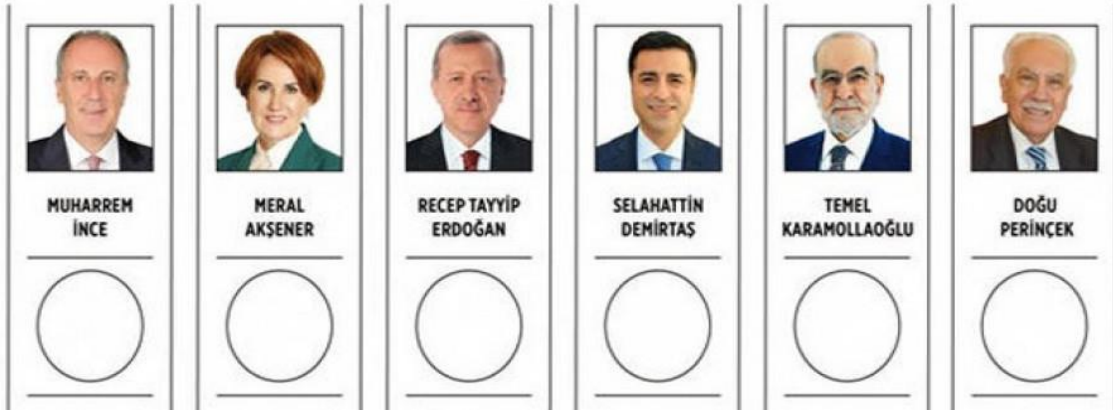 MUHARREM
İNCE
MERAL
AKŞENER
RECEP TAYYİP
ERDOĞAN
SELAHATTİN
DEMİRTAŞ
TEMEL
KARAMOLLAOĞLU
DOĞU
PERİNÇEK